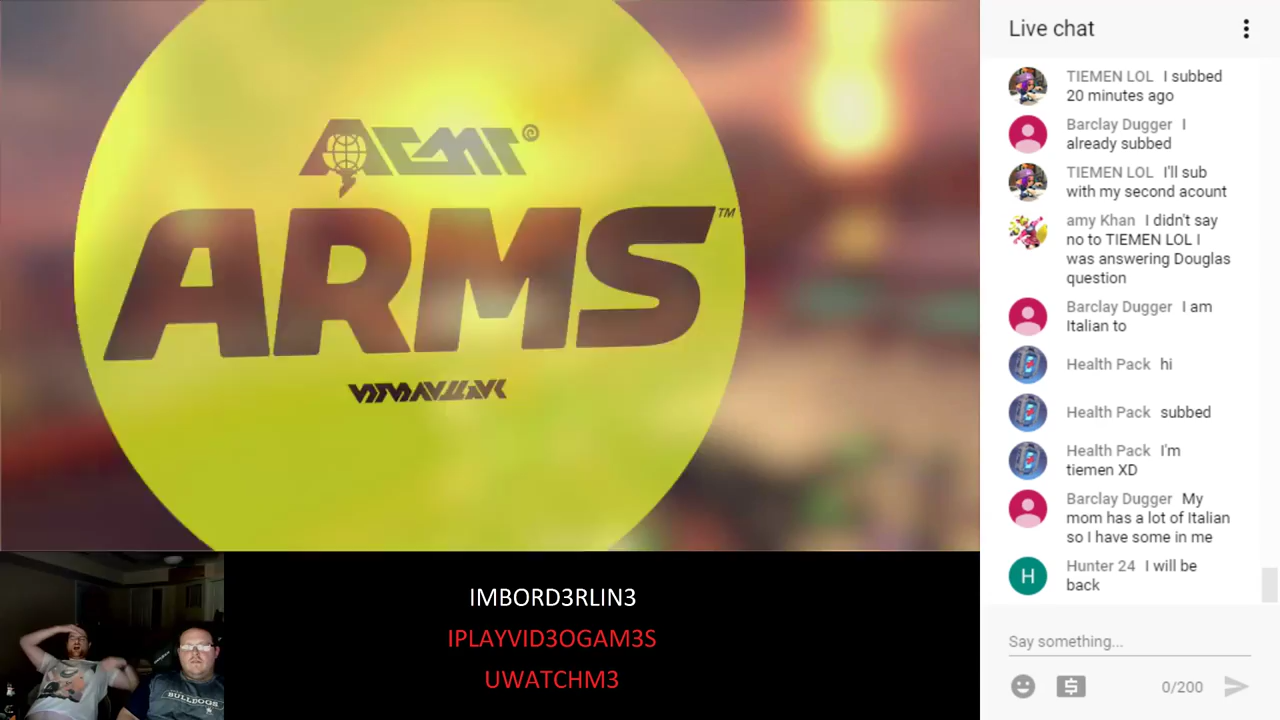 ARMS™
IMBORD3RLIN3
IPLAYVID3OGAM3S
UWATCHM3
BULLDOGS
Live chat
TIEMEN LOL I subbed
20 minutes ago
Barclay Dugger I
already subbed
TIEMEN LOL I'll sub
with my second acount
amy Khan I didn't say
no to TIEMEN LOL I
was answering Douglas
question
Barclay Dugger I am
Italian to
Health Pack hi
Health Pack subbed
Health Pack I'm
tiemen XD
Barclay Dugger My
mom has a lot of Italian
so I have some in me
H
Hunter 24 I will be
back
Say something...
0/200